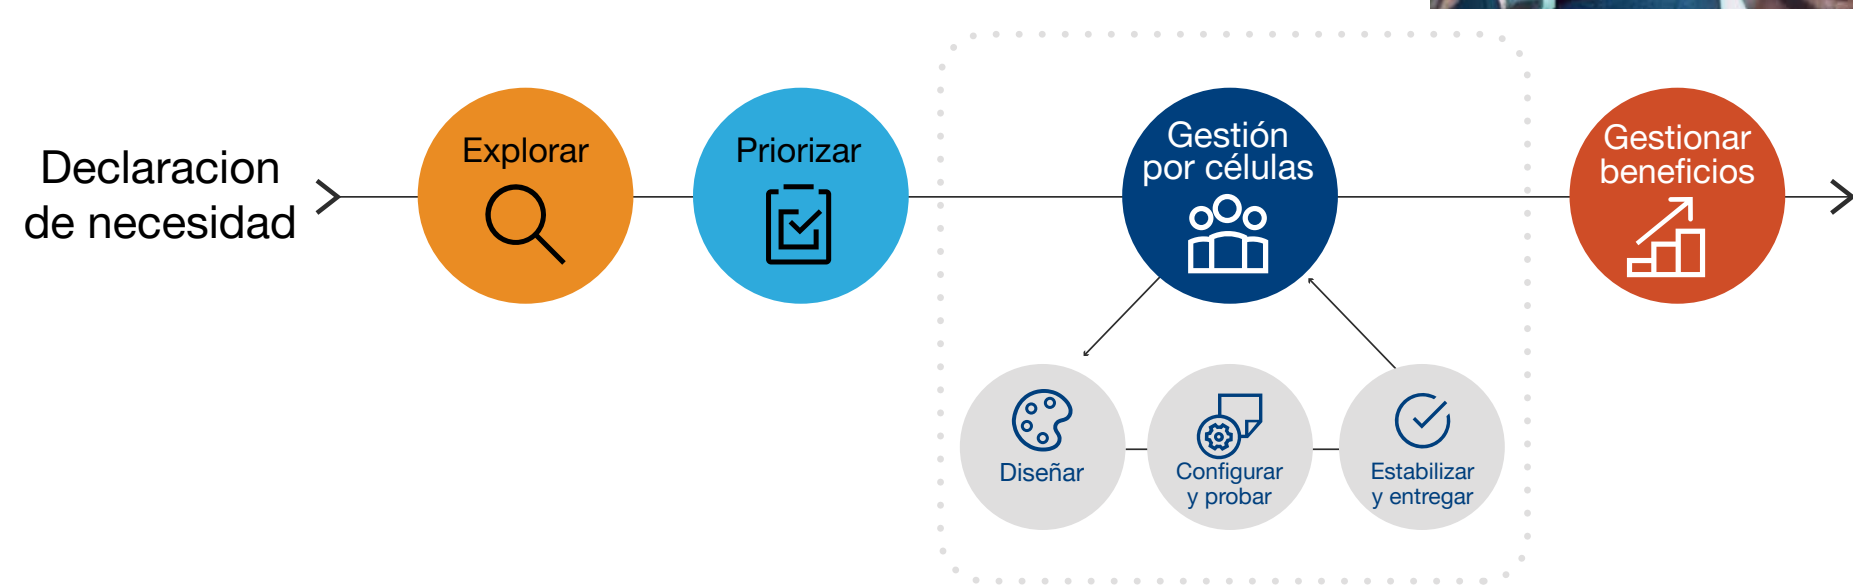 Declaracion
de necesidad
Explorar
Priorizar
Gestión
por células
Gestionar
beneficios
Diseñar
Configurar
y probar
Estabilizar
y entregar